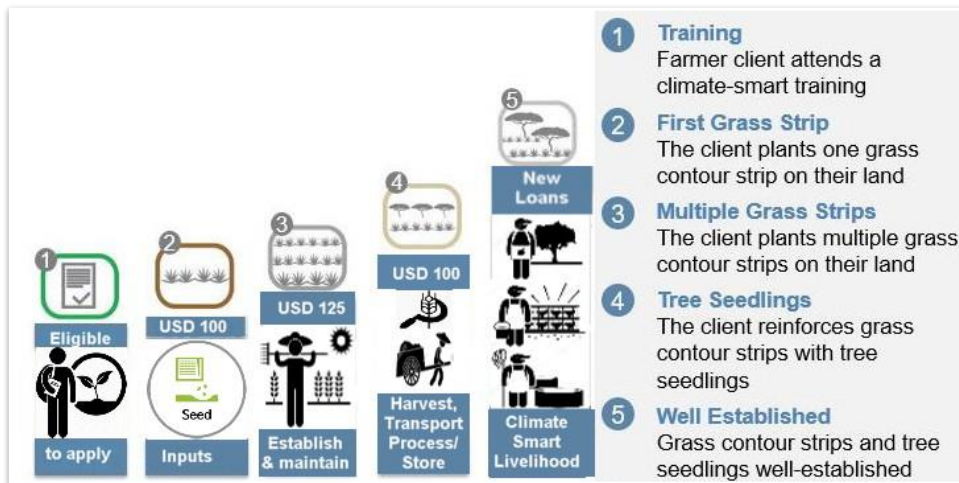 1
Eligible
to apply
2
USD 100
Seed
Inputs
3
USD 125
Establish
& maintain
4
USD 100
Harvest,
Transport
Process/
Store
5
New
Loans
Climate
Smart
Livelihood
1 Training
Farmer client attends a
climate-smart training
2 First Grass Strip
The client plants one grass
contour strip on their land
3 Multiple Grass Strips
The client plants multiple grass
contour strips on their land
4 Tree Seedlings
The client reinforces grass
contour strips with tree
seedlings
5 Well Established
Grass contour strips and tree
seedlings well-established